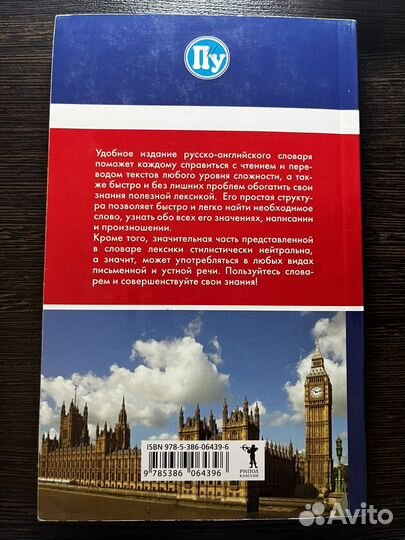 Пу
Удобное издание русско-английского словаря
поможет каждому справиться с чтением и пере-
водом текстов любого уровня сложности, а так-
же быстро и без лишних проблем обогатить свои
знания полезной лексикой. Его простая структу-
ра позволяет быстро и легко найти необходимое
слово, узнать обо всех его значениях, написании
и произношении.
Кроме того, значительная часть представленной
в словаре лексики стилистически нейтральна,
а значит, может употребляться в любых видах
письменной и устной речи. Пользуйтесь слова-
рем и совершенствуйте свои знания!
ISBN 978-5-386-06439-6
9 785386 064396
РИПОЛ
КЛАССИК
Avito